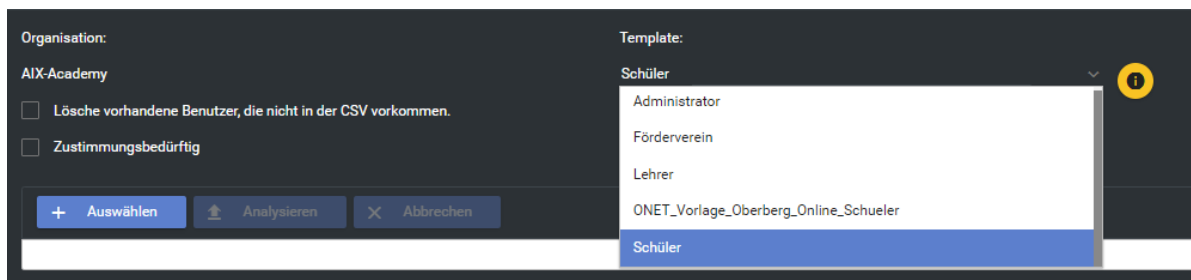 Organisation:
Template:
AIX-Academy
Schüler
Lösche vorhandene Benutzer, die nicht in der CSV vorkommen.
Zustimmungsbedürftig
Administrator
Förderverein
Lehrer
ONET_Vorlage_Oberberg_Online_Schueler
Schüler
+ Auswählen
Analysieren
Abbrechen